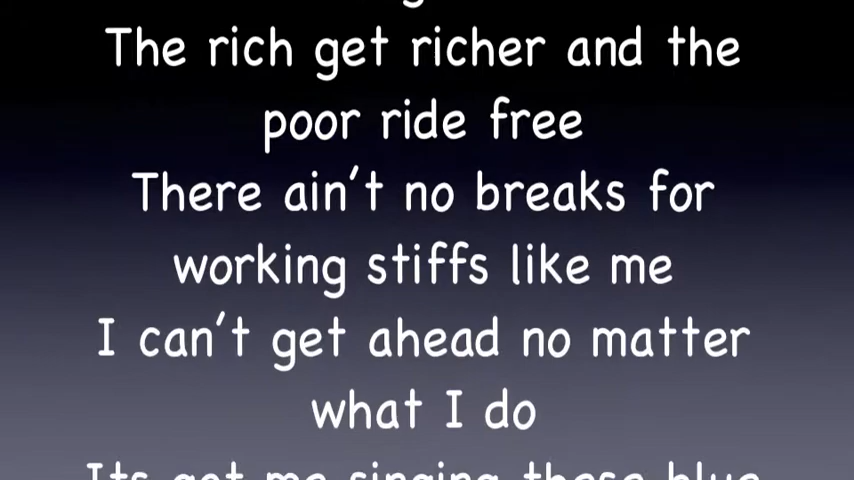 The rich get richer and the
poor ride free
There ain't no breaks for
working stiffs like me
I can't get ahead no matter
what I do
Its got me singing these blue